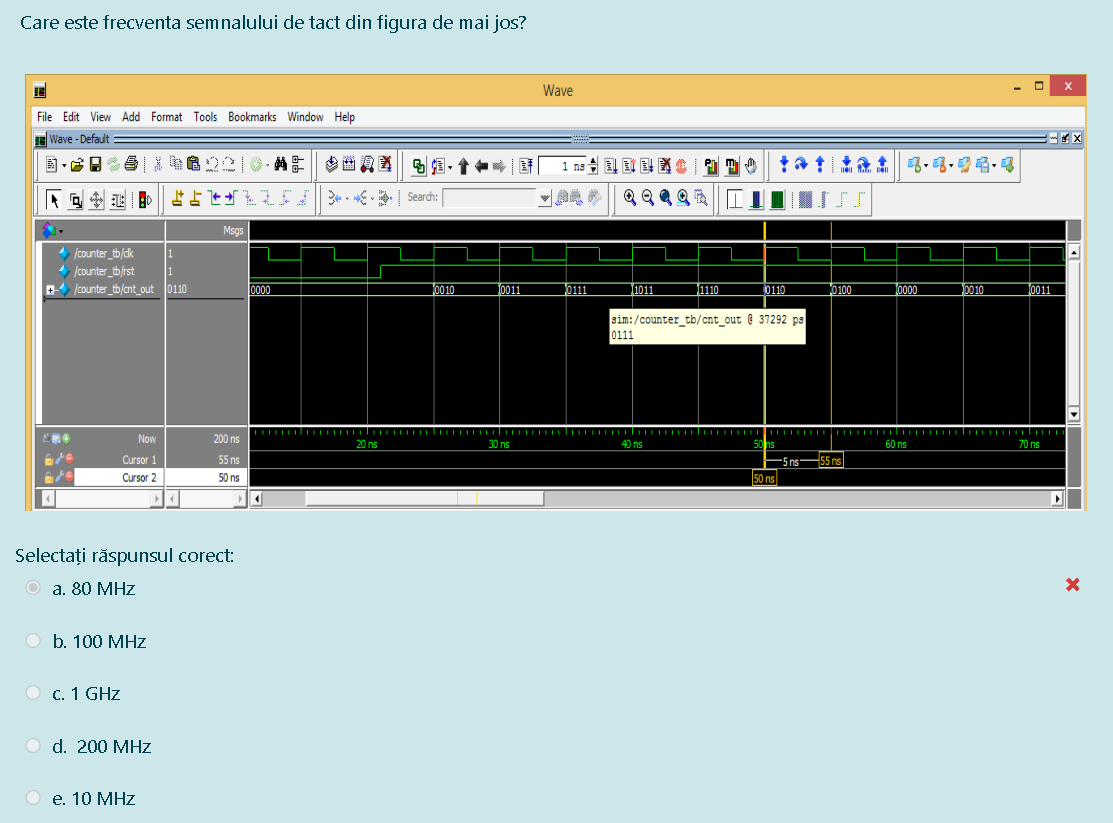 Care este frecventa semnalului de tact din figura de mai jos?
Wave
File Edit View Add Format Tools Bookmarks Window Help
Wave - Default
1 ns
Search:
Msgs
/counter_tb/clk 1
/counter_tb/rst 1
/counter_tb/cnt_out 0110 0000 0010 0011 0111 1011 1110 0110 0100 0000 0010 0011
sim:/counter_tb/cnt_out @ 37292 ps
0111
Now 200 ns 20 ns 30 ns 40 ns 50 ns 60 ns 70 ns
Cursor 1 55 ns 5 ns 55 ns
Cursor 2 50 ns 50 ns
Selectați răspunsul corect:
a. 80 MHz
b. 100 MHz
c. 1 GHz
d. 200 MHz
e. 10 MHz